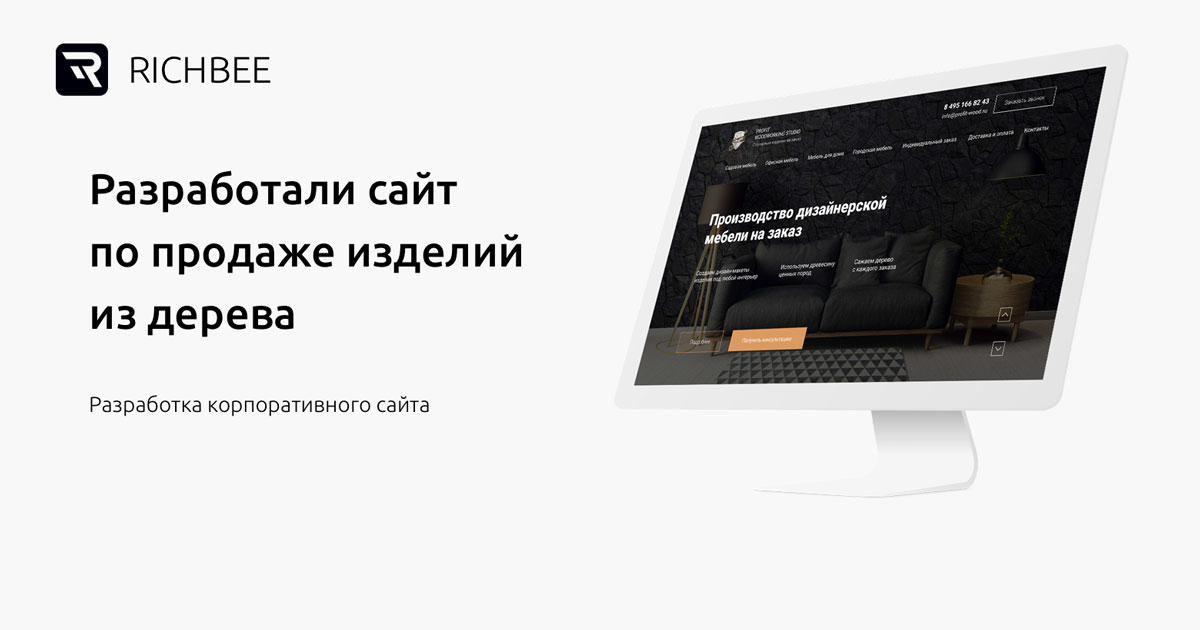 RICHBEE
Разработали сайт
по продаже изделий
из дерева
Разработка корпоративного сайта
8 495 166 82 43
info@profit-wood.ru
Заказать звонок
PROFIT
WOODWORKING STUDIO
Садовая мебель Офисная мебель Мебель для дома Городская мебель Индивидуальный заказ Доставка и оплата Контакты
Производство дизайнерской
мебели на заказ
Создаем дизайн-макеты
изделия под любой интерьер
Используем древесину
ценных пород
Сажаем дерево
с каждого заказа
Подробнее
Получить консультацию